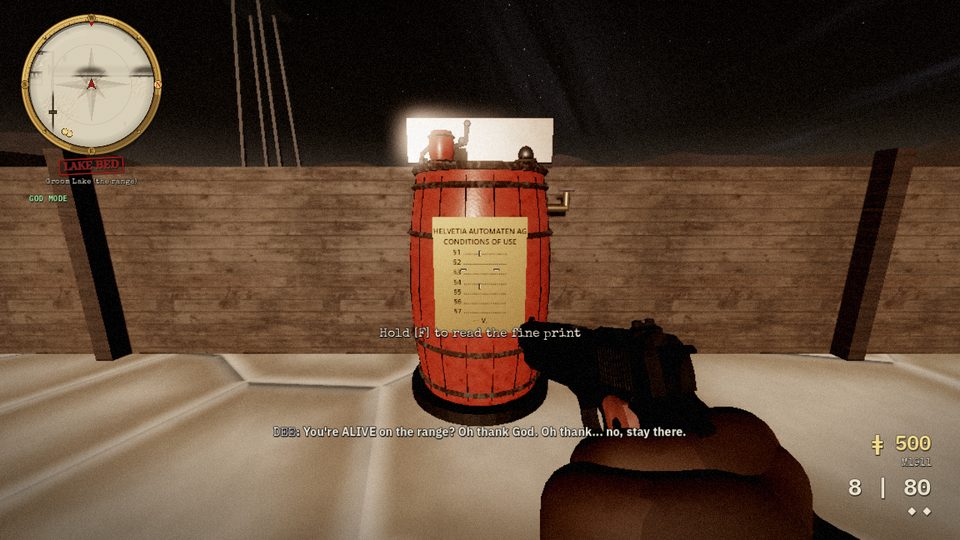 LAKE BED
Groom Lake (the range)
GOD MODE
HELVETIA AUTOMATEN AG
CONDITIONS OF USE
§1
§2
§3
§4
§5
§6
§7
V.
Hold [F] to read the fine print
DEE: You're ALIVE on the range? Oh thank God. Oh thank... no, stay there.
500
M1911
8 | 80